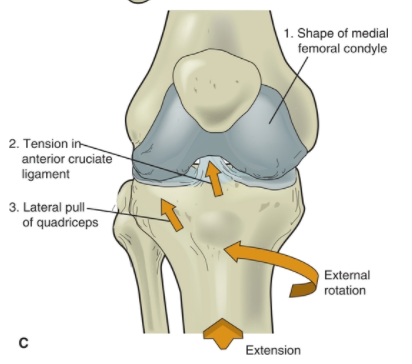 1. Shape of medial
femoral condyle
2. Tension in
anterior cruciate
ligament
3. Lateral pull
of quadriceps
External
rotation
C
Extension